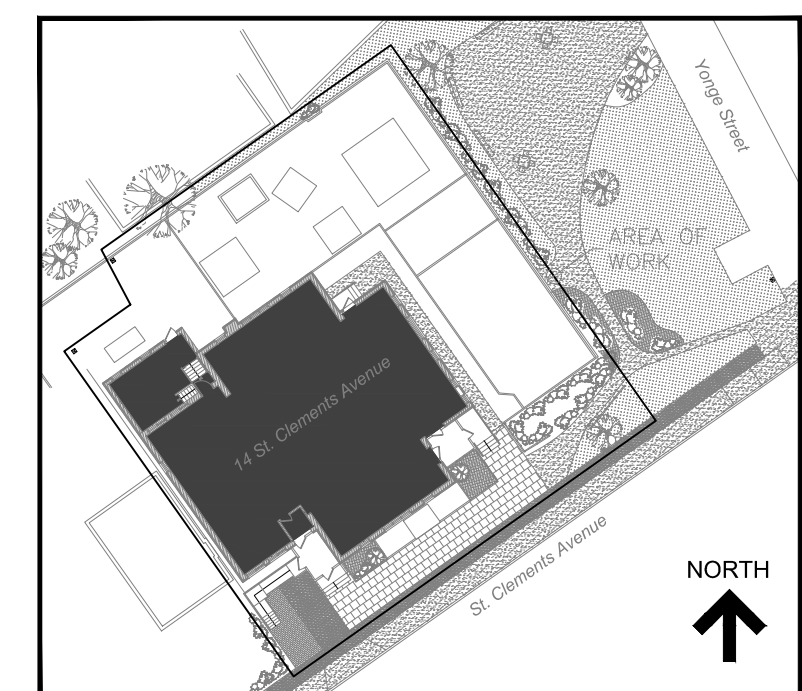 Yonge Street
AREA OF
WORK
14 St. Clements Avenue
St. Clements Avenue
NORTH